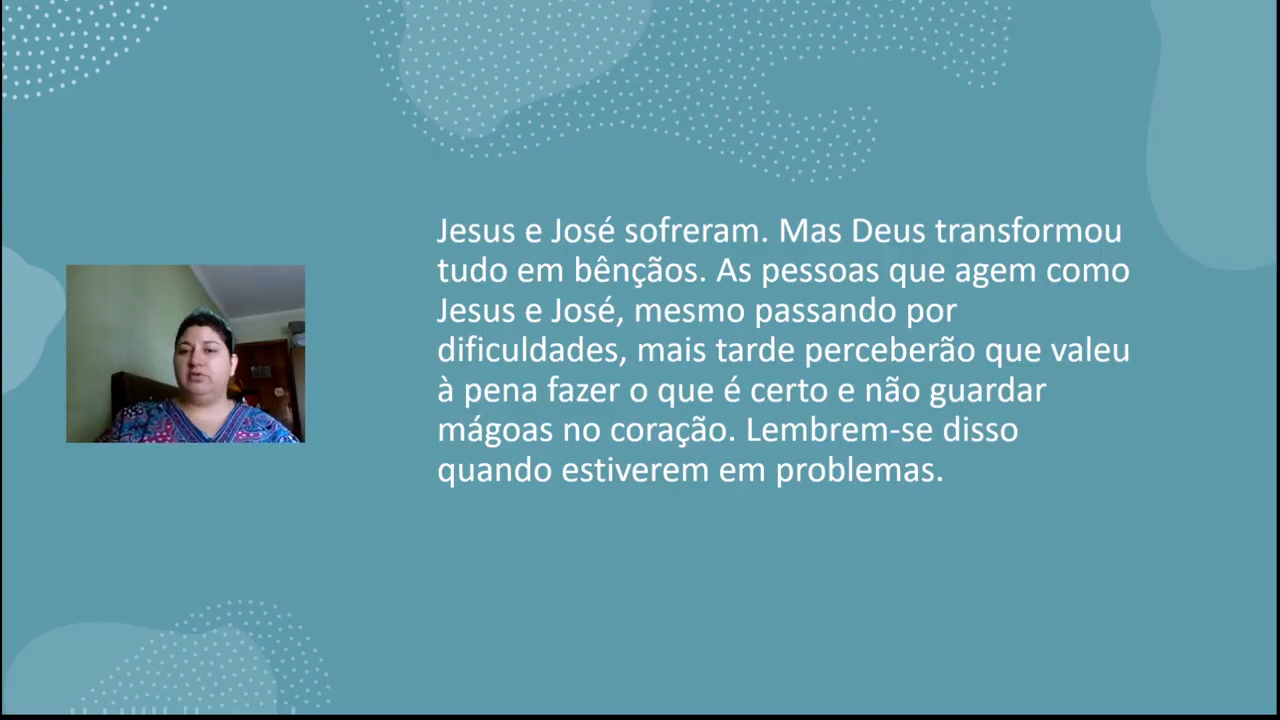 Jesus e José sofreram. Mas Deus transformou
tudo em bênçãos. As pessoas que agem como
Jesus e José, mesmo passando por
dificuldades, mais tarde perceberão que valeu
à pena fazer o que é certo e não guardar
mágoas no coração. Lembrem-se disso
quando estiverem em problemas.